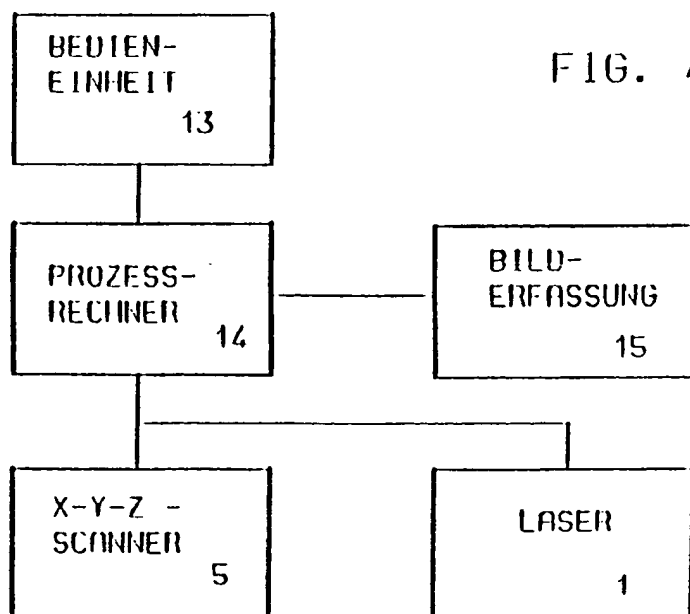 BEDIEN-
EINHEIT
13
FIG.
PROZESS-
RECHNER
14
BILD-
ERFASSUNG
15
X-Y-Z -
SCANNER
5
LASER
1